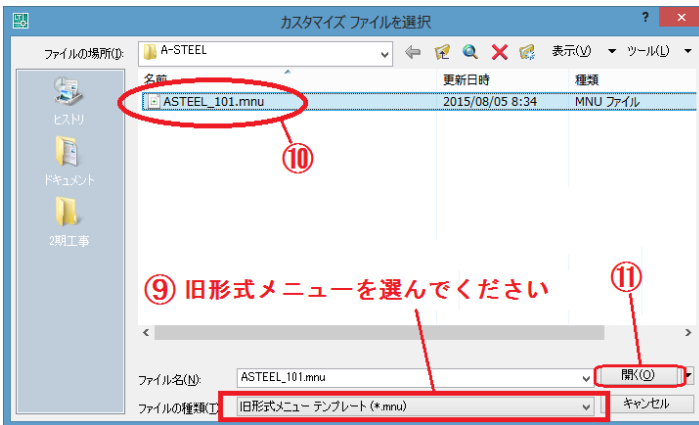 カスタマイズ ファイルを選択
?
×
ファイルの場所(I):
A-STEEL
表示(V)
ツール(L)
名前
更新日時
種類
ASTEEL_101.mnu
2015/08/05 8:34
MNU ファイル
ヒストリ
ドキュメント
2期工事
⑩
⑨ 旧形式メニューを選んでください
⑪
ファイル名(N):
ASTEEL_101.mnu
開く(O)
ファイルの種類(T
旧形式メニュー テンプレート (*.mnu)
キャンセル